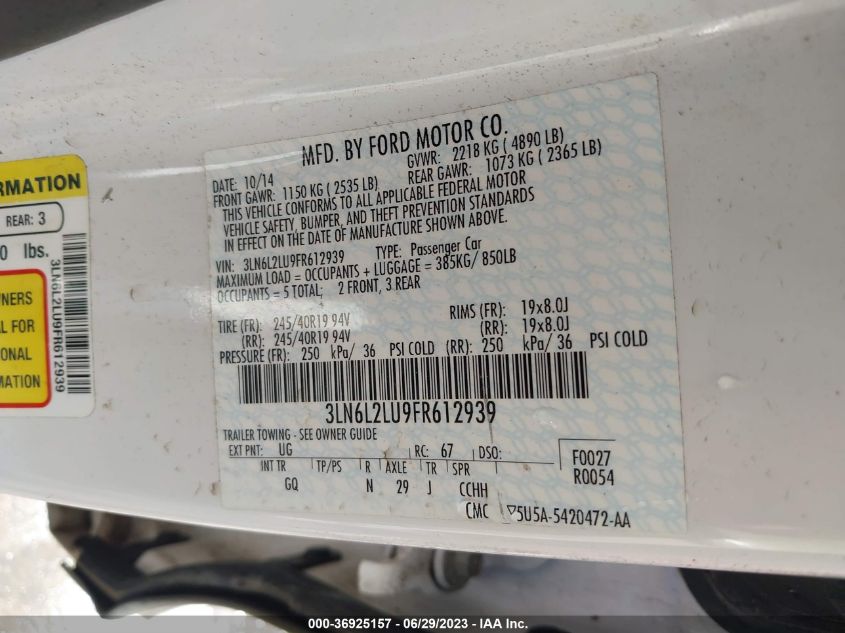 RMATION
REAR: 3
0 lbs.
WNERS
AL FOR
IONAL
MATION
3LN6L2LU9FR612939
MFD. BY FORD MOTOR CO.
DATE: 10/14 GVWR: 2218 KG ( 4890 LB)
FRONT GAWR: 1150 KG ( 2535 LB) REAR GAWR: 1073 KG ( 2365 LB)
THIS VEHICLE CONFORMS TO ALL APPLICABLE FEDERAL MOTOR
VEHICLE SAFETY, BUMPER, AND THEFT PREVENTION STANDARDS
IN EFFECT ON THE DATE OF MANUFACTURE SHOWN ABOVE.
VIN: 3LN6L2LU9FR612939 TYPE: Passenger Car
MAXIMUM LOAD = OCCUPANTS + LUGGAGE = 385KG/ 850LB
OCCUPANTS = 5 TOTAL; 2 FRONT, 3 REAR
TIRE (FR): 245/40R19 94V RIMS (FR): 19x8.0J
(RR): 245/40R19 94V (RR): 19x8.0J
PRESSURE (FR): 250 kPa/ 36 PSI COLD (RR): 250 kPa/ 36 PSI COLD
3LN6L2LU9FR612939
TRAILER TOWING - SEE OWNER GUIDE
EXT PNT: UG RC: 67 DSO:
INT TR TP/PS R AXLE TR SPR
GQ N 29 J CCHH
F0027
R0054
CMC 5U5A-5420472-AA
000-36925157 - 06/29/2023 - IAA Inc.